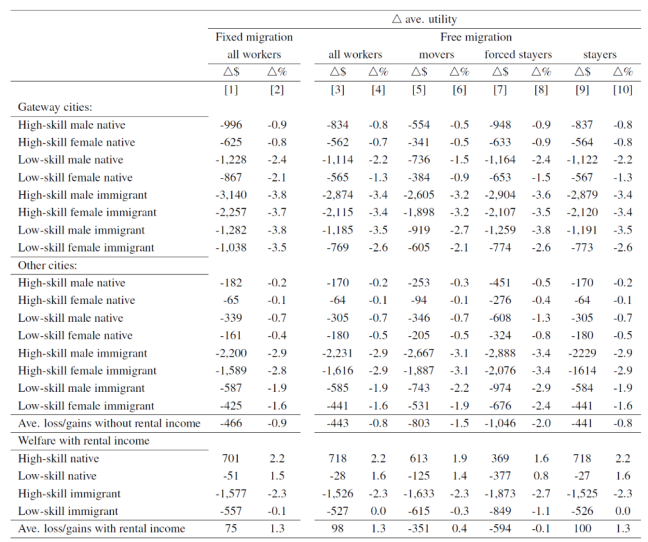 △ ave. utility
Fixed migration Free migration
all workers all workers movers forced stayers stayers
△$ △% △$ △% △$ △% △$ △% △$ △%
[1] [2] [3] [4] [5] [6] [7] [8] [9] [10]
Gateway cities:
High-skill male native -996 -0.9 -834 -0.8 -554 -0.5 -948 -0.9 -837 -0.8
High-skill female native -625 -0.8 -562 -0.7 -341 -0.5 -633 -0.9 -564 -0.8
Low-skill male native -1,228 -2.4 -1,114 -2.2 -736 -1.5 -1,164 -2.4 -1,122 -2.2
Low-skill female native -867 -2.1 -565 -1.3 -384 -0.9 -653 -1.5 -567 -1.3
High-skill male immigrant -3,140 -3.8 -2,874 -3.4 -2,605 -3.2 -2,904 -3.6 -2,879 -3.4
High-skill female immigrant -2,257 -3.7 -2,115 -3.4 -1,898 -3.2 -2,107 -3.5 -2,120 -3.4
Low-skill male immigrant -1,282 -3.8 -1,185 -3.5 -919 -2.7 -1,259 -3.8 -1,191 -3.5
Low-skill female immigrant -1,038 -3.5 -769 -2.6 -605 -2.1 -774 -2.6 -773 -2.6
Other cities:
High-skill male native -182 -0.2 -170 -0.2 -253 -0.3 -451 -0.5 -170 -0.2
High-skill female native -65 -0.1 -64 -0.1 -94 -0.1 -276 -0.4 -64 -0.1
Low-skill male native -339 -0.7 -305 -0.7 -346 -0.7 -608 -1.3 -305 -0.7
Low-skill female native -161 -0.4 -180 -0.5 -205 -0.5 -324 -0.8 -180 -0.5
High-skill male immigrant -2,200 -2.9 -2,231 -2.9 -2,667 -3.1 -2,888 -3.4 -2229 -2.9
High-skill female immigrant -1,589 -2.8 -1,616 -2.9 -1,887 -3.1 -2,076 -3.4 -1614 -2.9
Low-skill male immigrant -587 -1.9 -585 -1.9 -743 -2.2 -974 -2.9 -584 -1.9
Low-skill female immigrant -425 -1.6 -441 -1.6 -531 -1.9 -676 -2.4 -441 -1.6
Ave. loss/gains without rental income -466 -0.9 -443 -0.8 -803 -1.5 -1,046 -2.0 -441 -0.8
Welfare with rental income
High-skill native 701 2.2 718 2.2 613 1.9 369 1.6 718 2.2
Low-skill native -51 1.5 -28 1.6 -125 1.4 -377 0.8 -27 1.6
High-skill immigrant -1,577 -2.3 -1,526 -2.3 -1,633 -2.3 -1,873 -2.7 -1,525 -2.3
Low-skill immigrant -557 -0.1 -527 0.0 -615 -0.3 -849 -1.1 -526 0.0
Ave. loss/gains with rental income 75 1.3 98 1.3 -351 0.4 -594 -0.1 100 1.3